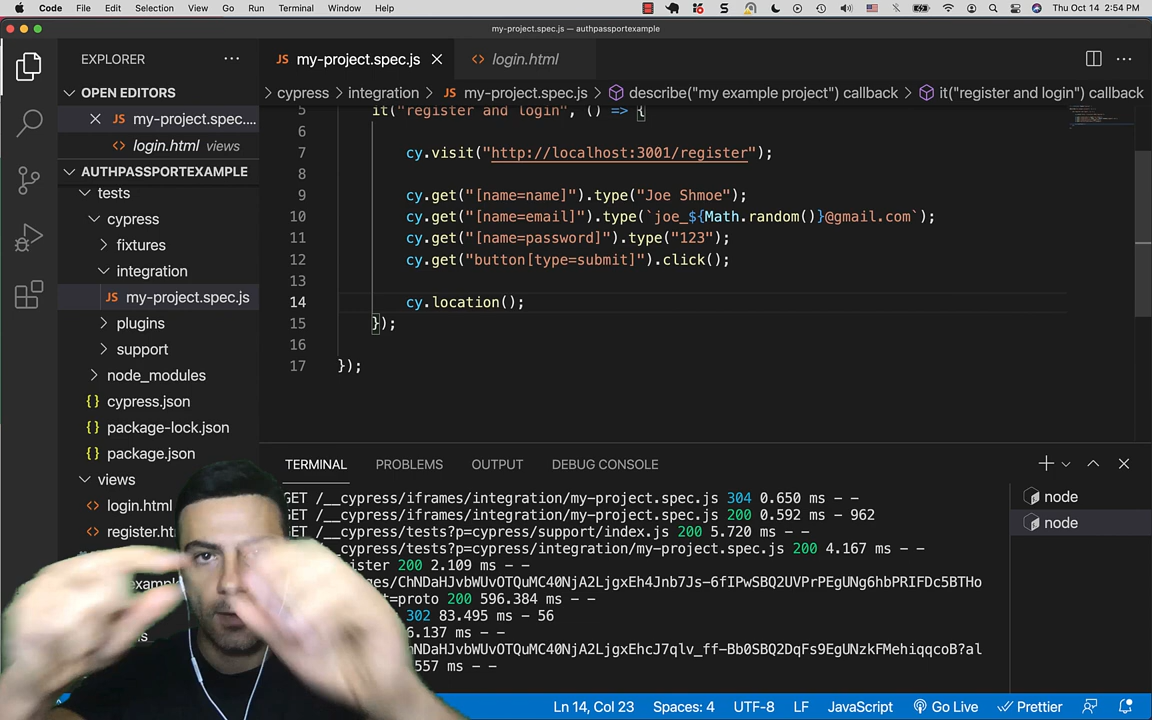 Code File Edit Selection View Go Run Terminal Window Help Thu Oct 14 2:54 PM
my-project.spec.js — authpassportexample
EXPLORER
JS my-project.spec.js
login.html
OPEN EDITORS
cypress > integration > JS my-project.spec.js > describe("my example project") callback > it("register and login") callback
JS my-project.spec....
login.html views
AUTHPASSPORTEXAMPLE
tests
cypress
fixtures
integration
JS my-project.spec.js
plugins
support
node_modules
{} cypress.json
{} package-lock.json
{} package.json
views
login.html
register.ht
example
5 it("register and login", () => {
6
7 cy.visit("http://localhost:3001/register");
8
9 cy.get("[name=name]").type("Joe Shmoe");
10 cy.get("[name=email]").type(`joe_${Math.random()}@gmail.com`);
11 cy.get("[name=password]").type("123");
12 cy.get("button[type=submit]").click();
13
14 cy.location();
15 });
16
17 });
TERMINAL PROBLEMS OUTPUT DEBUG CONSOLE
GET /__cypress/iframes/integration/my-project.spec.js 304 0.650 ms - -
GET /__cypress/iframes/integration/my-project.spec.js 200 0.592 ms - 962
GET /__cypress/tests?p=cypress/support/index.js 200 5.720 ms - -
/__cypress/tests?p=cypress/integration/my-project.spec.js 200 4.167 ms - -
ister 200 2.109 ms - -
ges/ChNDaHJvbWUvOTQuMC40NjA2LjgxEh4Jnb7Js-6fIPwSBQ2UVPrPEgUNg6hbPRIFDc5BTHo
t=proto 200 596.384 ms - -
302 83.495 ms - 56
6.137 ms - -
hNDaHJvbWUvOTQuMC40NjA2LjgxEhcJ7qlv_ff-Bb0SBQ2DqFs9EgUNzkFMehiqqcoB?al
557 ms - -
node
node
Ln 14, Col 23 Spaces: 4 UTF-8 LF JavaScript Go Live Prettier